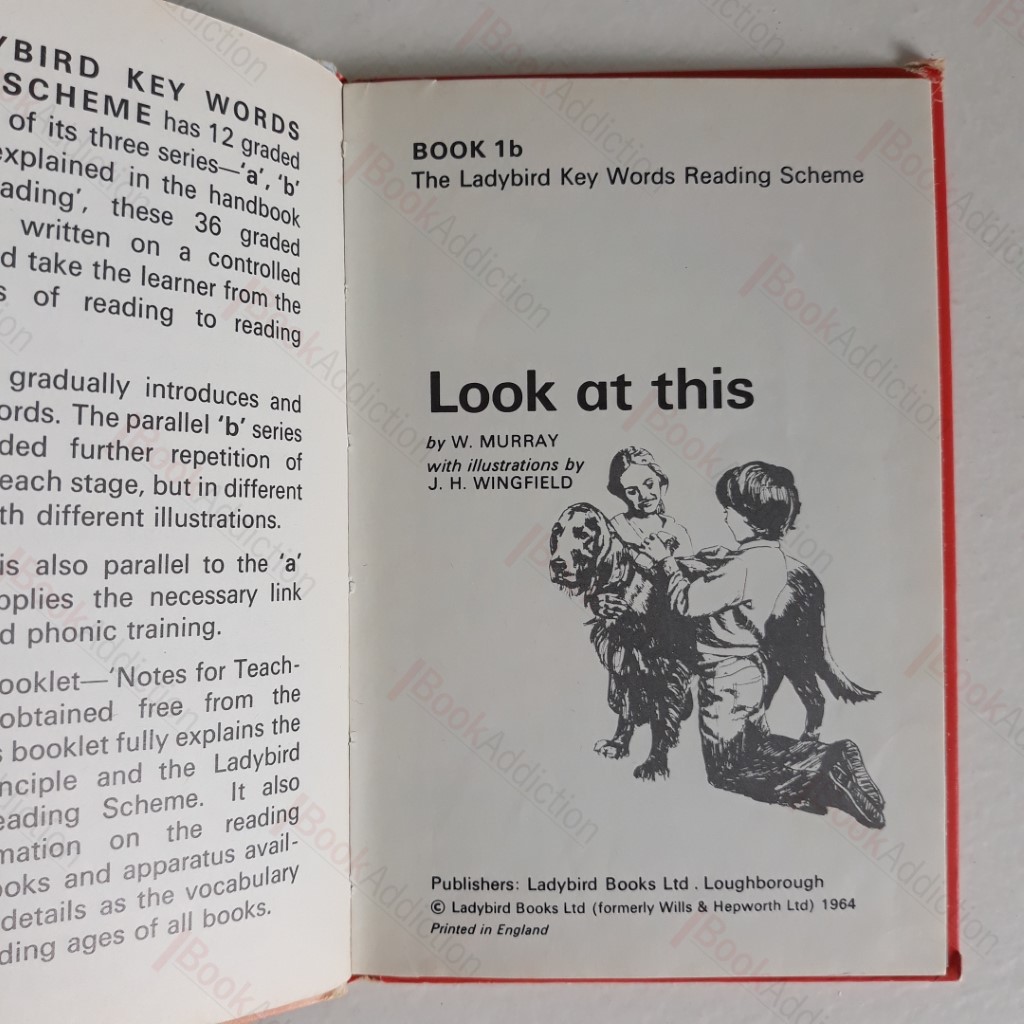 YBIRD KEY WORDS
SCHEME has 12 graded
of its three series—‘a’, ‘b’
explained in the handbook
ading’, these 36 graded
written on a controlled
d take the learner from the
s of reading to reading
gradually introduces and
ords. The parallel ‘b’ series
ded further repetition of
each stage, but in different
th different illustrations.
is also parallel to the ‘a’
pplies the necessary link
d phonic training.
ooklet—‘Notes for Teach-
obtained free from the
s booklet fully explains the
nciple and the Ladybird
eading Scheme. It also
mation on the reading
ooks and apparatus avail-
details as the vocabulary
ding ages of all books.
BOOK 1b
The Ladybird Key Words Reading Scheme
Look at this
by W. MURRAY
with illustrations by
J. H. WINGFIELD
Publishers: Ladybird Books Ltd . Loughborough
© Ladybird Books Ltd (formerly Wills & Hepworth Ltd) 1964
Printed in England
BookAddiction